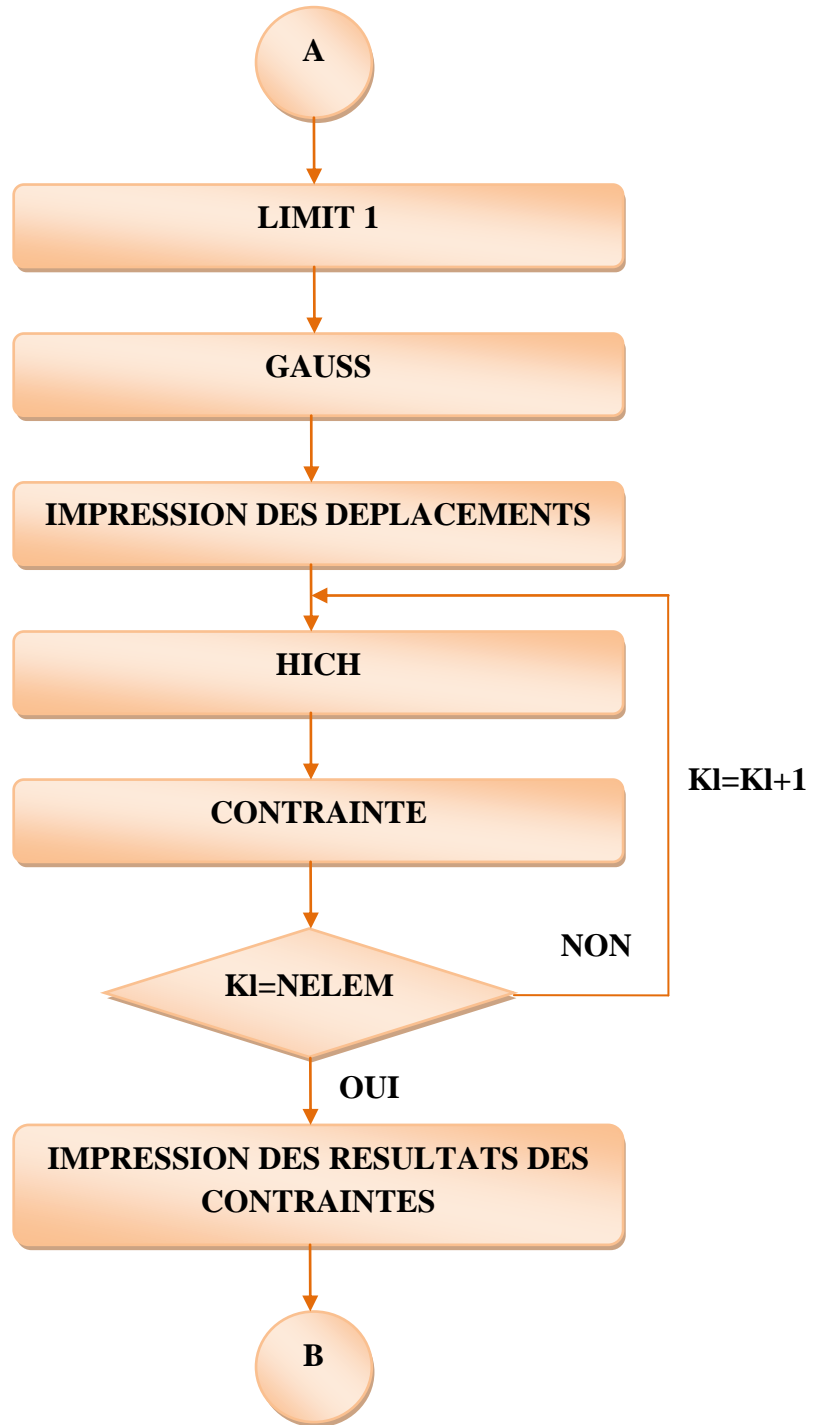 A
LIMIT 1
GAUSS
IMPRESSION DES DEPLACEMENTS
HICH
Kl=Kl+1
CONTRAINTE
NON
Kl=NELEM
OUI
IMPRESSION DES RESULTATS DES
CONTRAINTES
B